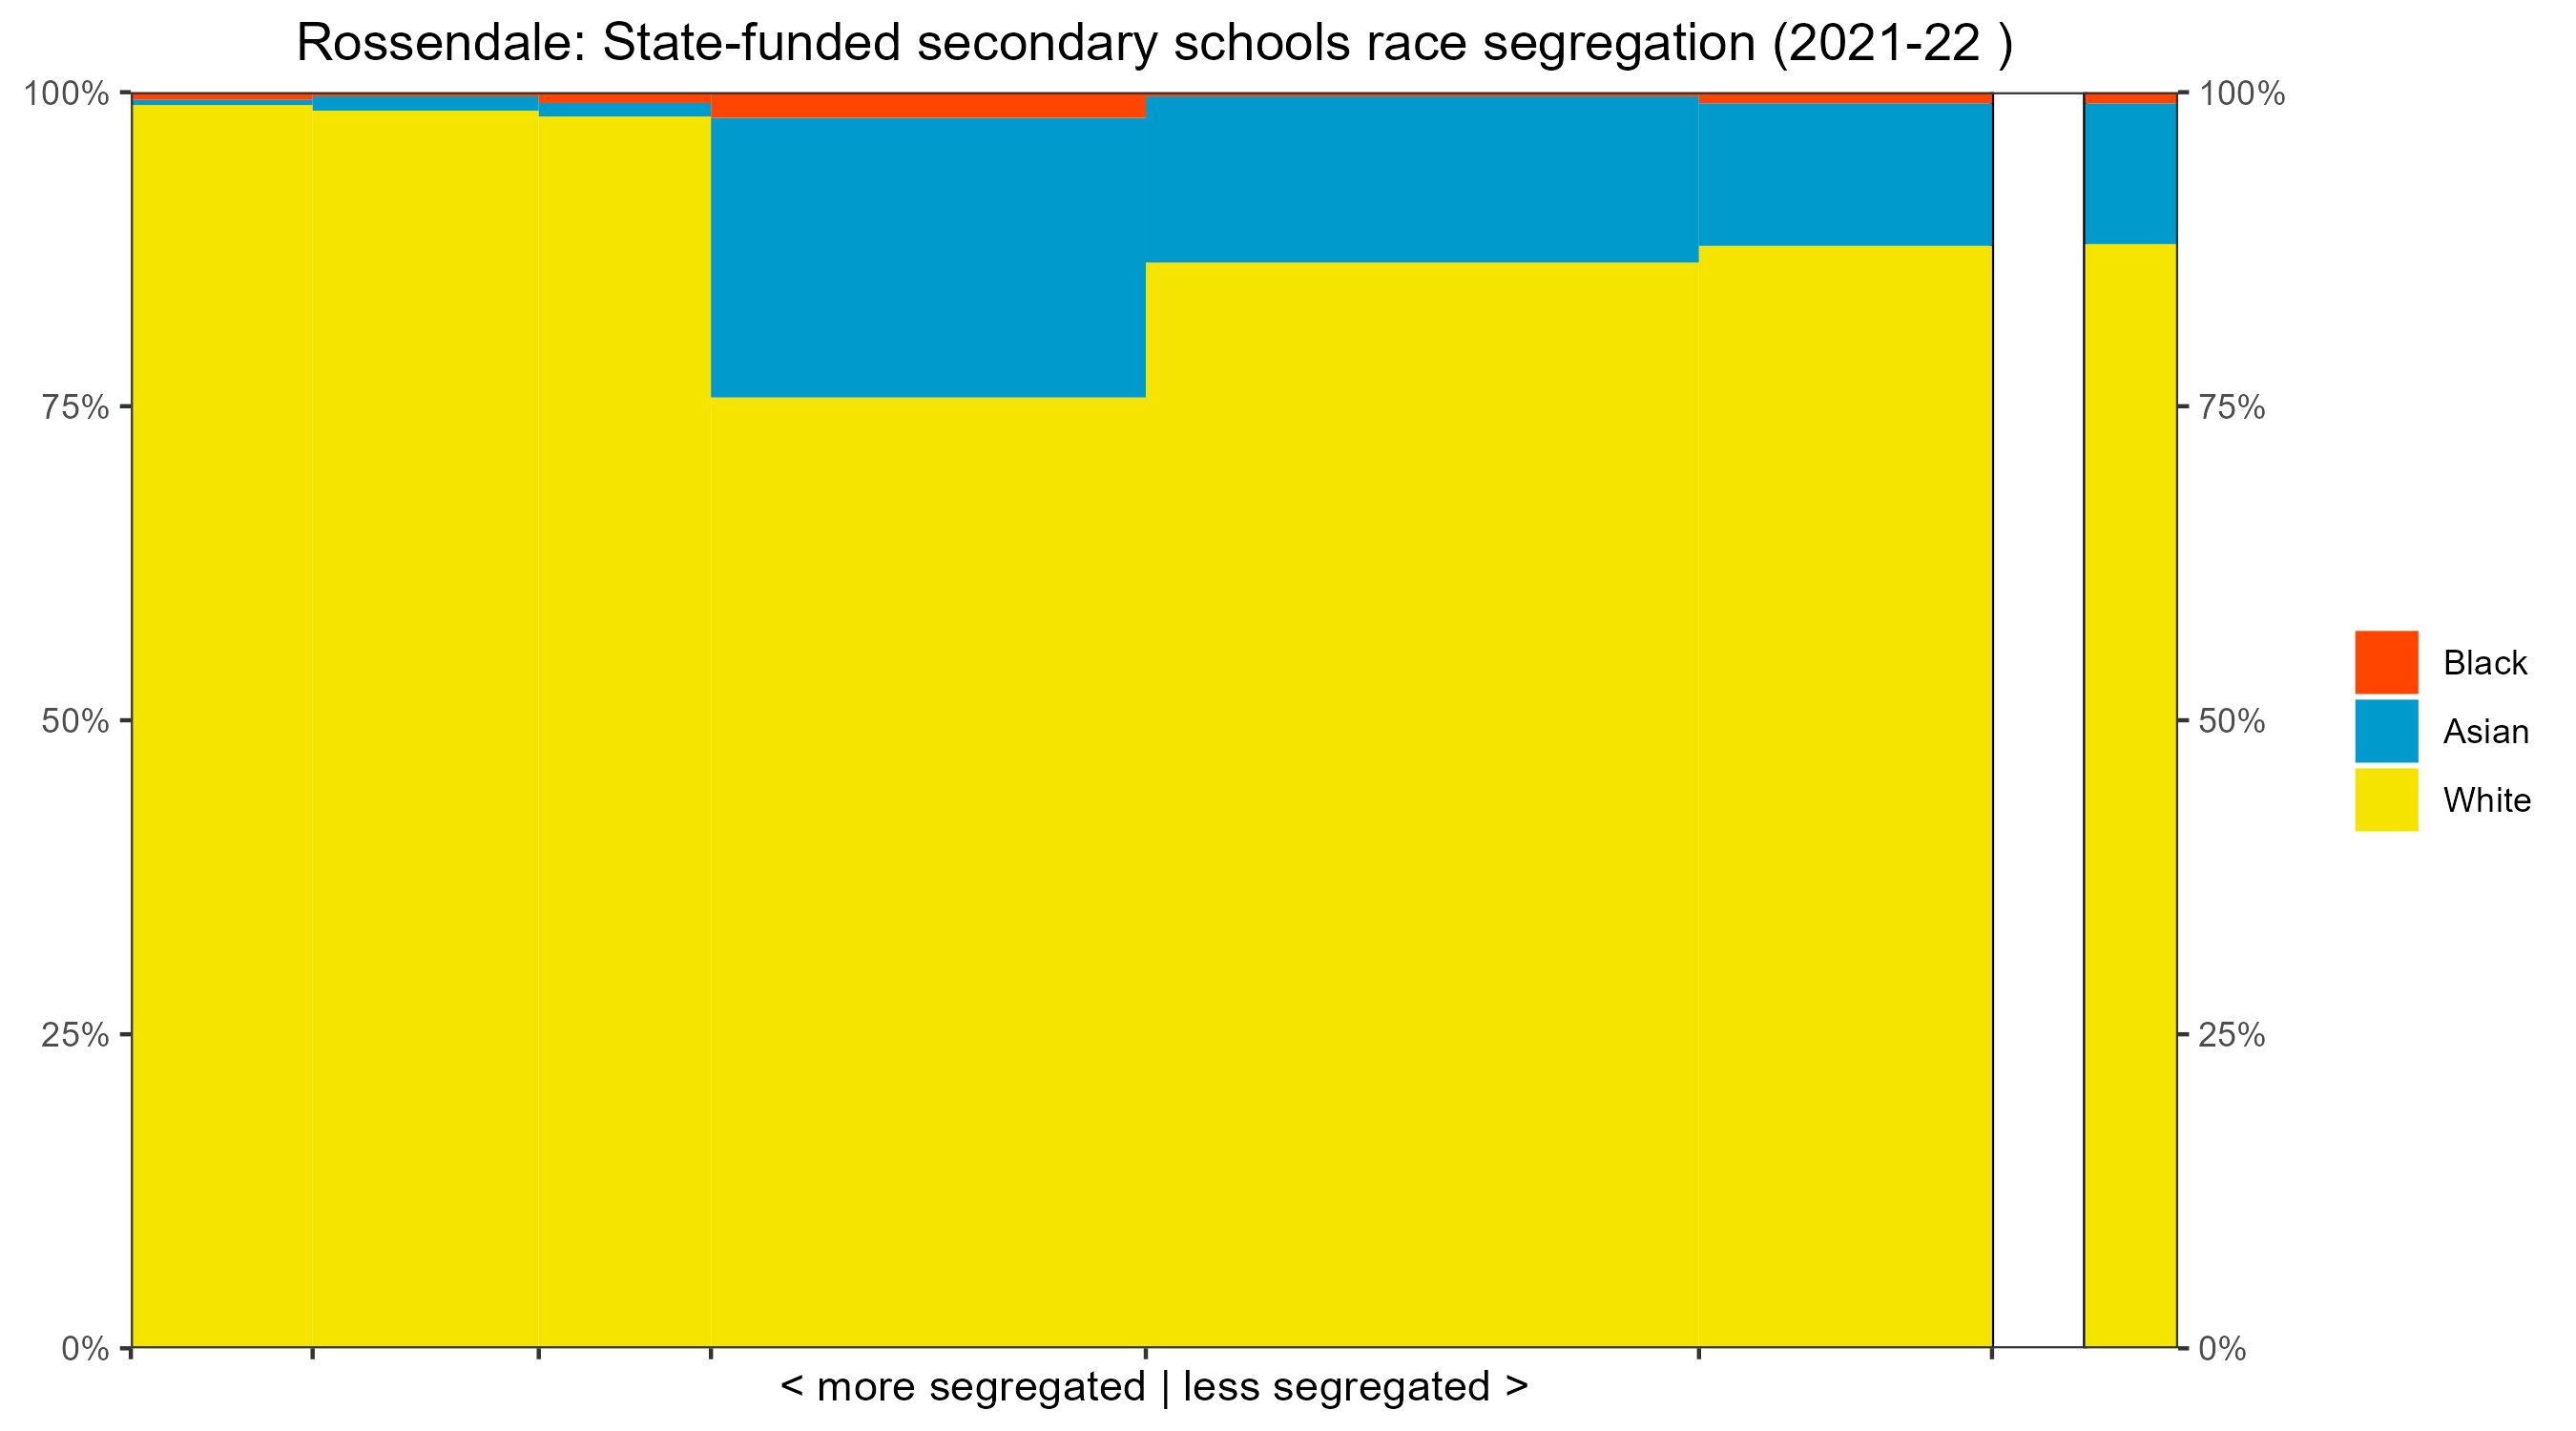 Rossendale: State-funded secondary schools race segregation (2021-22 )
100%
75%
50%
25%
0%
100%
75%
50%
25%
0%
Black
Asian
White
< more segregated | less segregated >